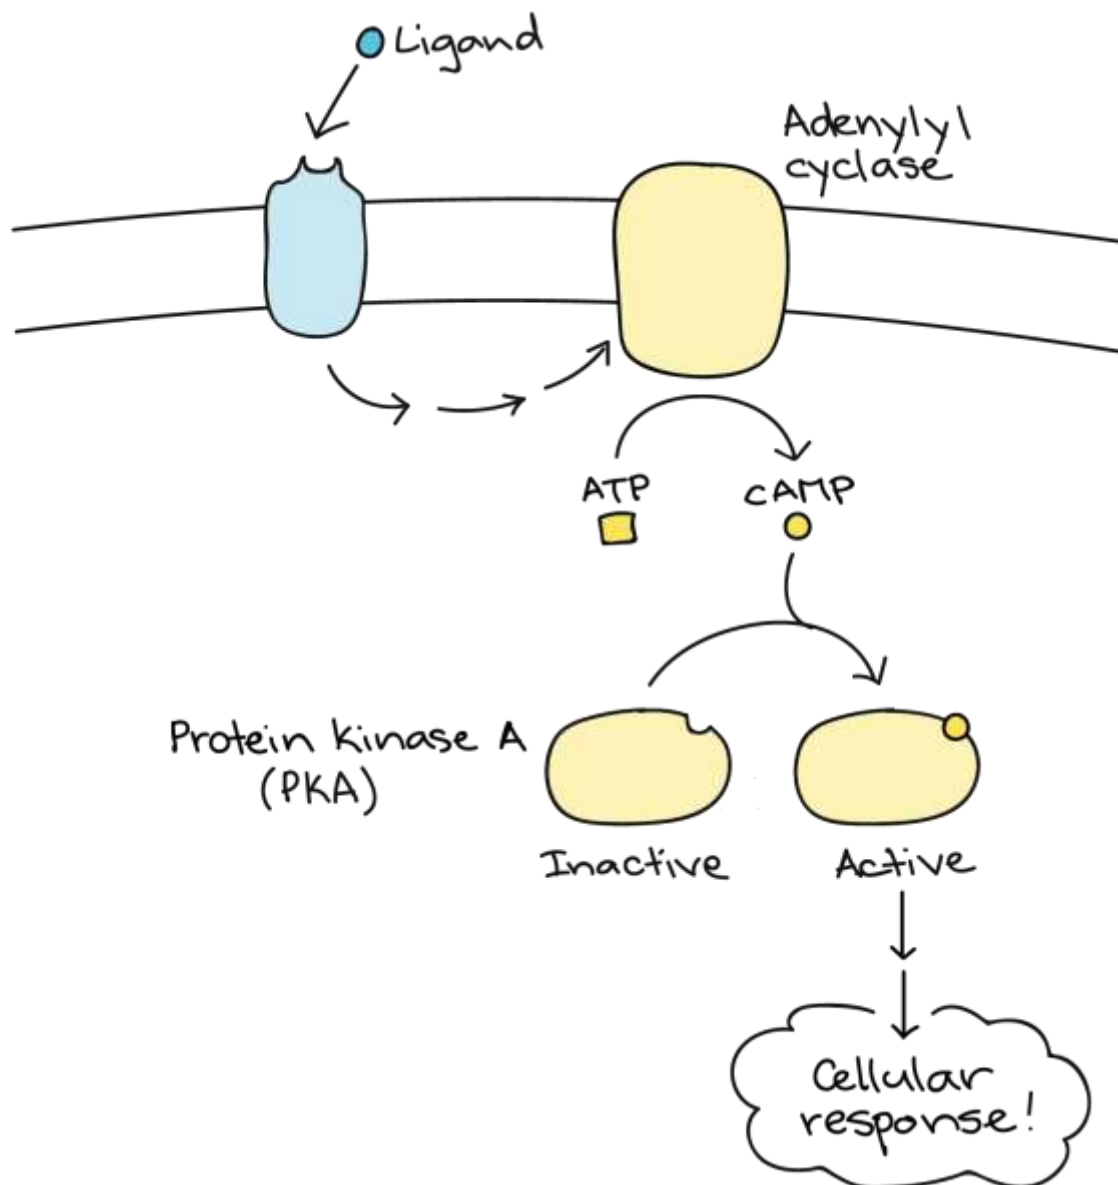 Ligand
Adenylyl
cyclase
ATP
cAMP
Protein kinase A
(PKA)
Inactive
Active
Cellular
response!